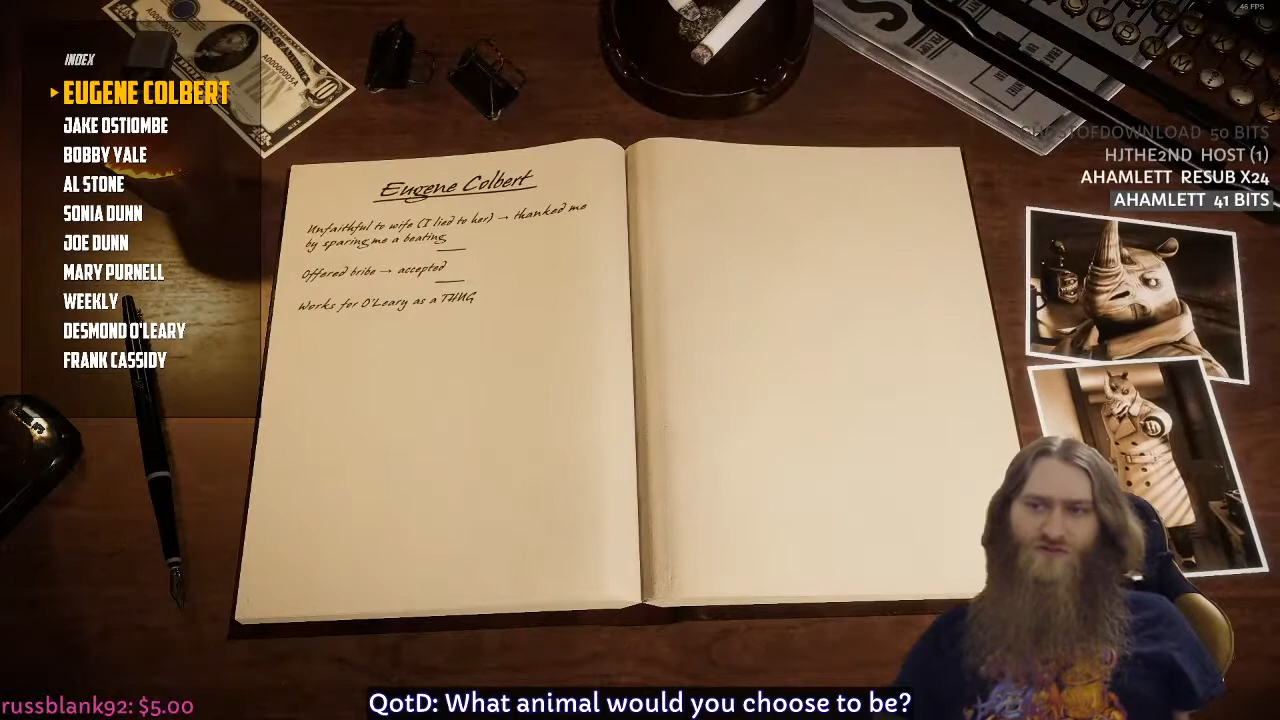 46 FPS
INDEX
EUGENE COLBERT
JAKE OSTIOMBE
BOBBY YALE
AL STONE
SONIA DUNN
JOE DUNN
MARY PURNELL
WEEKLY
DESMOND O'LEARY
FRANK CASSIDY
Eugene Colbert
Unfaithful to wife (I lied to her) → thanked me
by sparing me a beating
Offered bribe → accepted
Works for O'Leary as a THUG
50 BITS
HJTHE2ND HOST (1)
AHAMLETT RESUB X24
AHAMLETT 41 BITS
russblank92: $5.00
QotD: What animal would you choose to be?